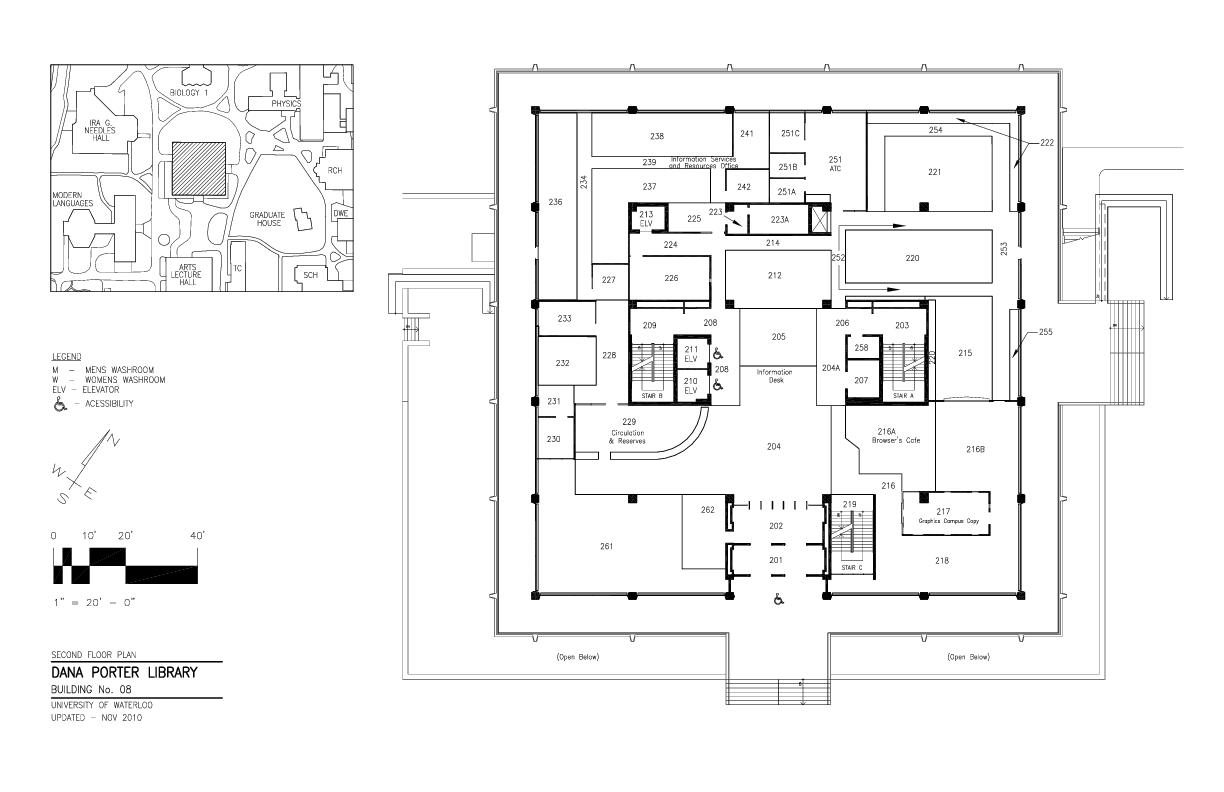 BIOLOGY 1
PHYSICS
IRA G.
NEEDLES
HALL
RCH
MODERN
LANGUAGES
GRADUATE
HOUSE
DWE
ARTS
LECTURE
HALL
TC
SCH
LEGEND
M – MENS WASHROOM
W – WOMENS WASHROOM
ELV – ELEVATOR
– ACESSIBILITY
N
W
E
S
0 10' 20' 40'
1" = 20' – 0"
SECOND FLOOR PLAN
DANA PORTER LIBRARY
BUILDING No. 08
UNIVERSITY OF WATERLOO
UPDATED – NOV 2010
238
241
251C
254
222
239
Information Services
and Resources Office
251B
251
ATC
221
236
234
237
242
251A
213
ELV
225
223
223A
224
214
252
253
220
227
226
212
233
209
208
205
206
203
255
232
228
211
ELV
208
258
220
215
204A
Information
Desk
210
ELV
207
231
STAIR B
STAIR A
230
229
Circulation
& Reserves
204
216A
Browser's Cafe
216B
216
262
219
217
Graphics Campus Copy
202
261
201
STAIR C
218
(Open Below)
(Open Below)